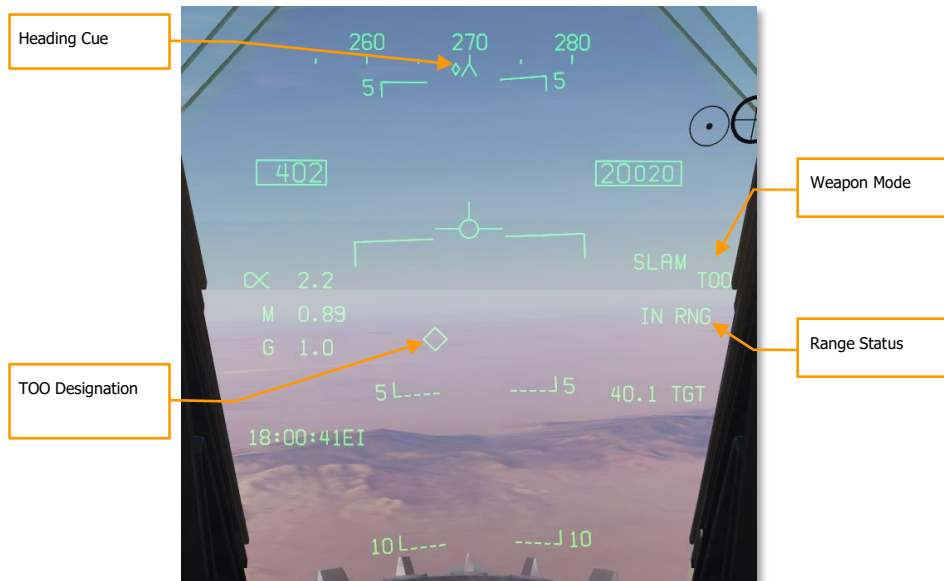 Heading Cue
260 270 280
5 5
402 20020
Weapon Mode
SLAM
TOO
α 2.2
M 0.89 IN RNG
G 1.0
Range Status
TOO Designation
5 5 40.1 TGT
18:00:41EI
10 10